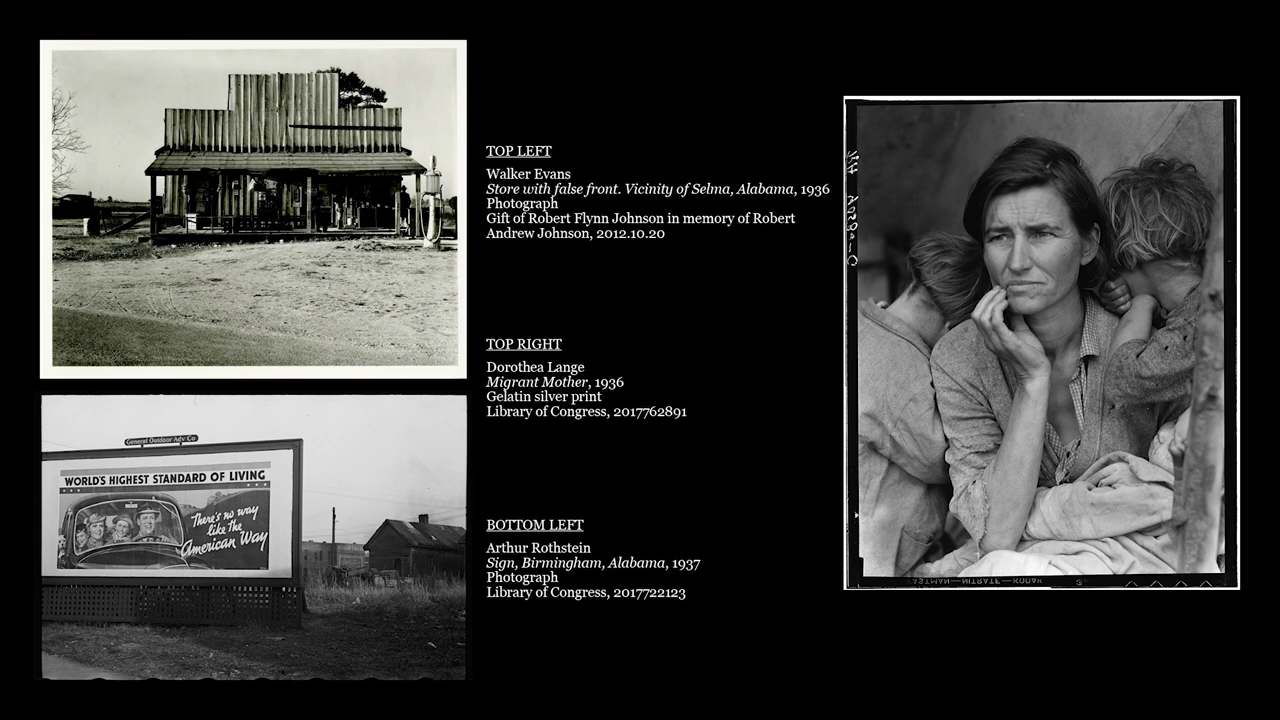 TOP LEFT
Walker Evans
Store with false front. Vicinity of Selma, Alabama, 1936
Photograph
Gift of Robert Flynn Johnson in memory of Robert
Andrew Johnson, 2012.10.20
TOP RIGHT
Dorothea Lange
Migrant Mother, 1936
Gelatin silver print
Library of Congress, 2017762891
BOTTOM LEFT
Arthur Rothstein
Sign, Birmingham, Alabama, 1937
Photograph
Library of Congress, 2017722123
General Outdoor Adv Co
WORLD'S HIGHEST STANDARD OF LIVING
There's no way
like the
American Way
EASTMAN—NITRATE—KODAK